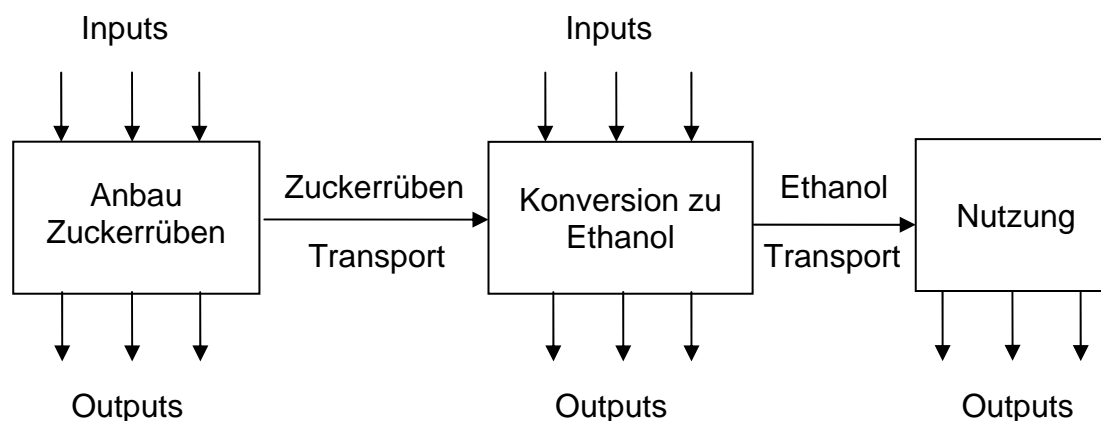 Inputs
Inputs
Anbau
Zuckerrüben
Zuckerrüben
Transport
Konversion zu
Ethanol
Ethanol
Transport
Nutzung
Outputs
Outputs
Outputs